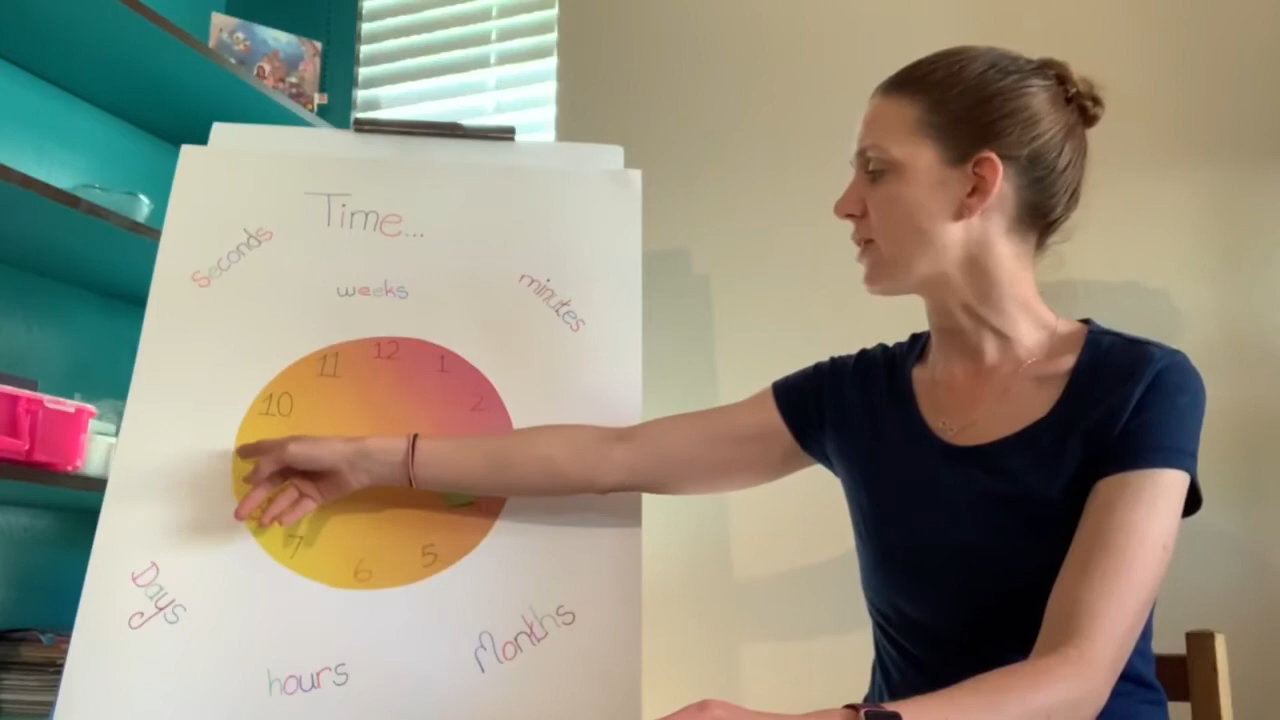 Time...
Seconds
weeks
minutes
12
11
1
10
2
7
5
6
Days
Months
hours